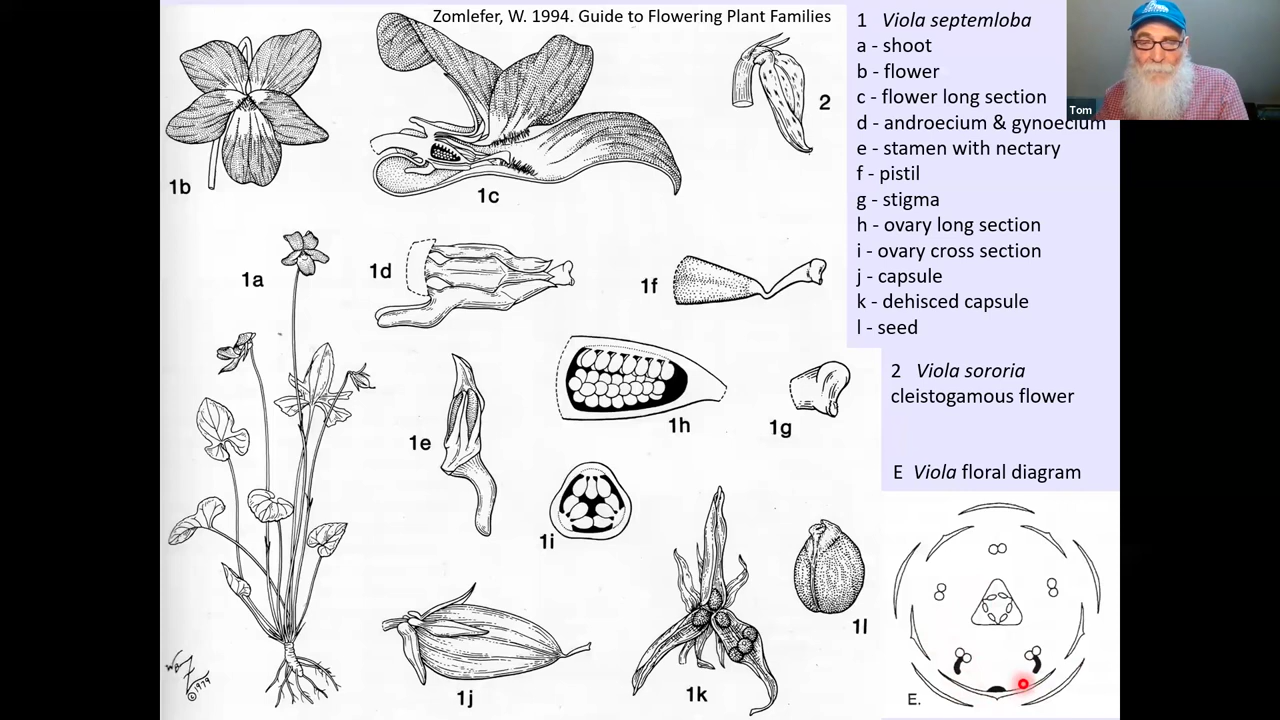 Zomlefer, W. 1994. Guide to Flowering Plant Families
1 Viola septemloba
a - shoot
b - flower
c - flower long section
d - androecium & gynoecium
e - stamen with nectary
f - pistil
g - stigma
h - ovary long section
i - ovary cross section
j - capsule
k - dehisced capsule
l - seed
2 Viola sororia
cleistogamous flower
E Viola floral diagram
Tom
1b
1c
2
1a
1d
1f
1e
1h
1g
1i
1j
1k
1l
E.
©1979